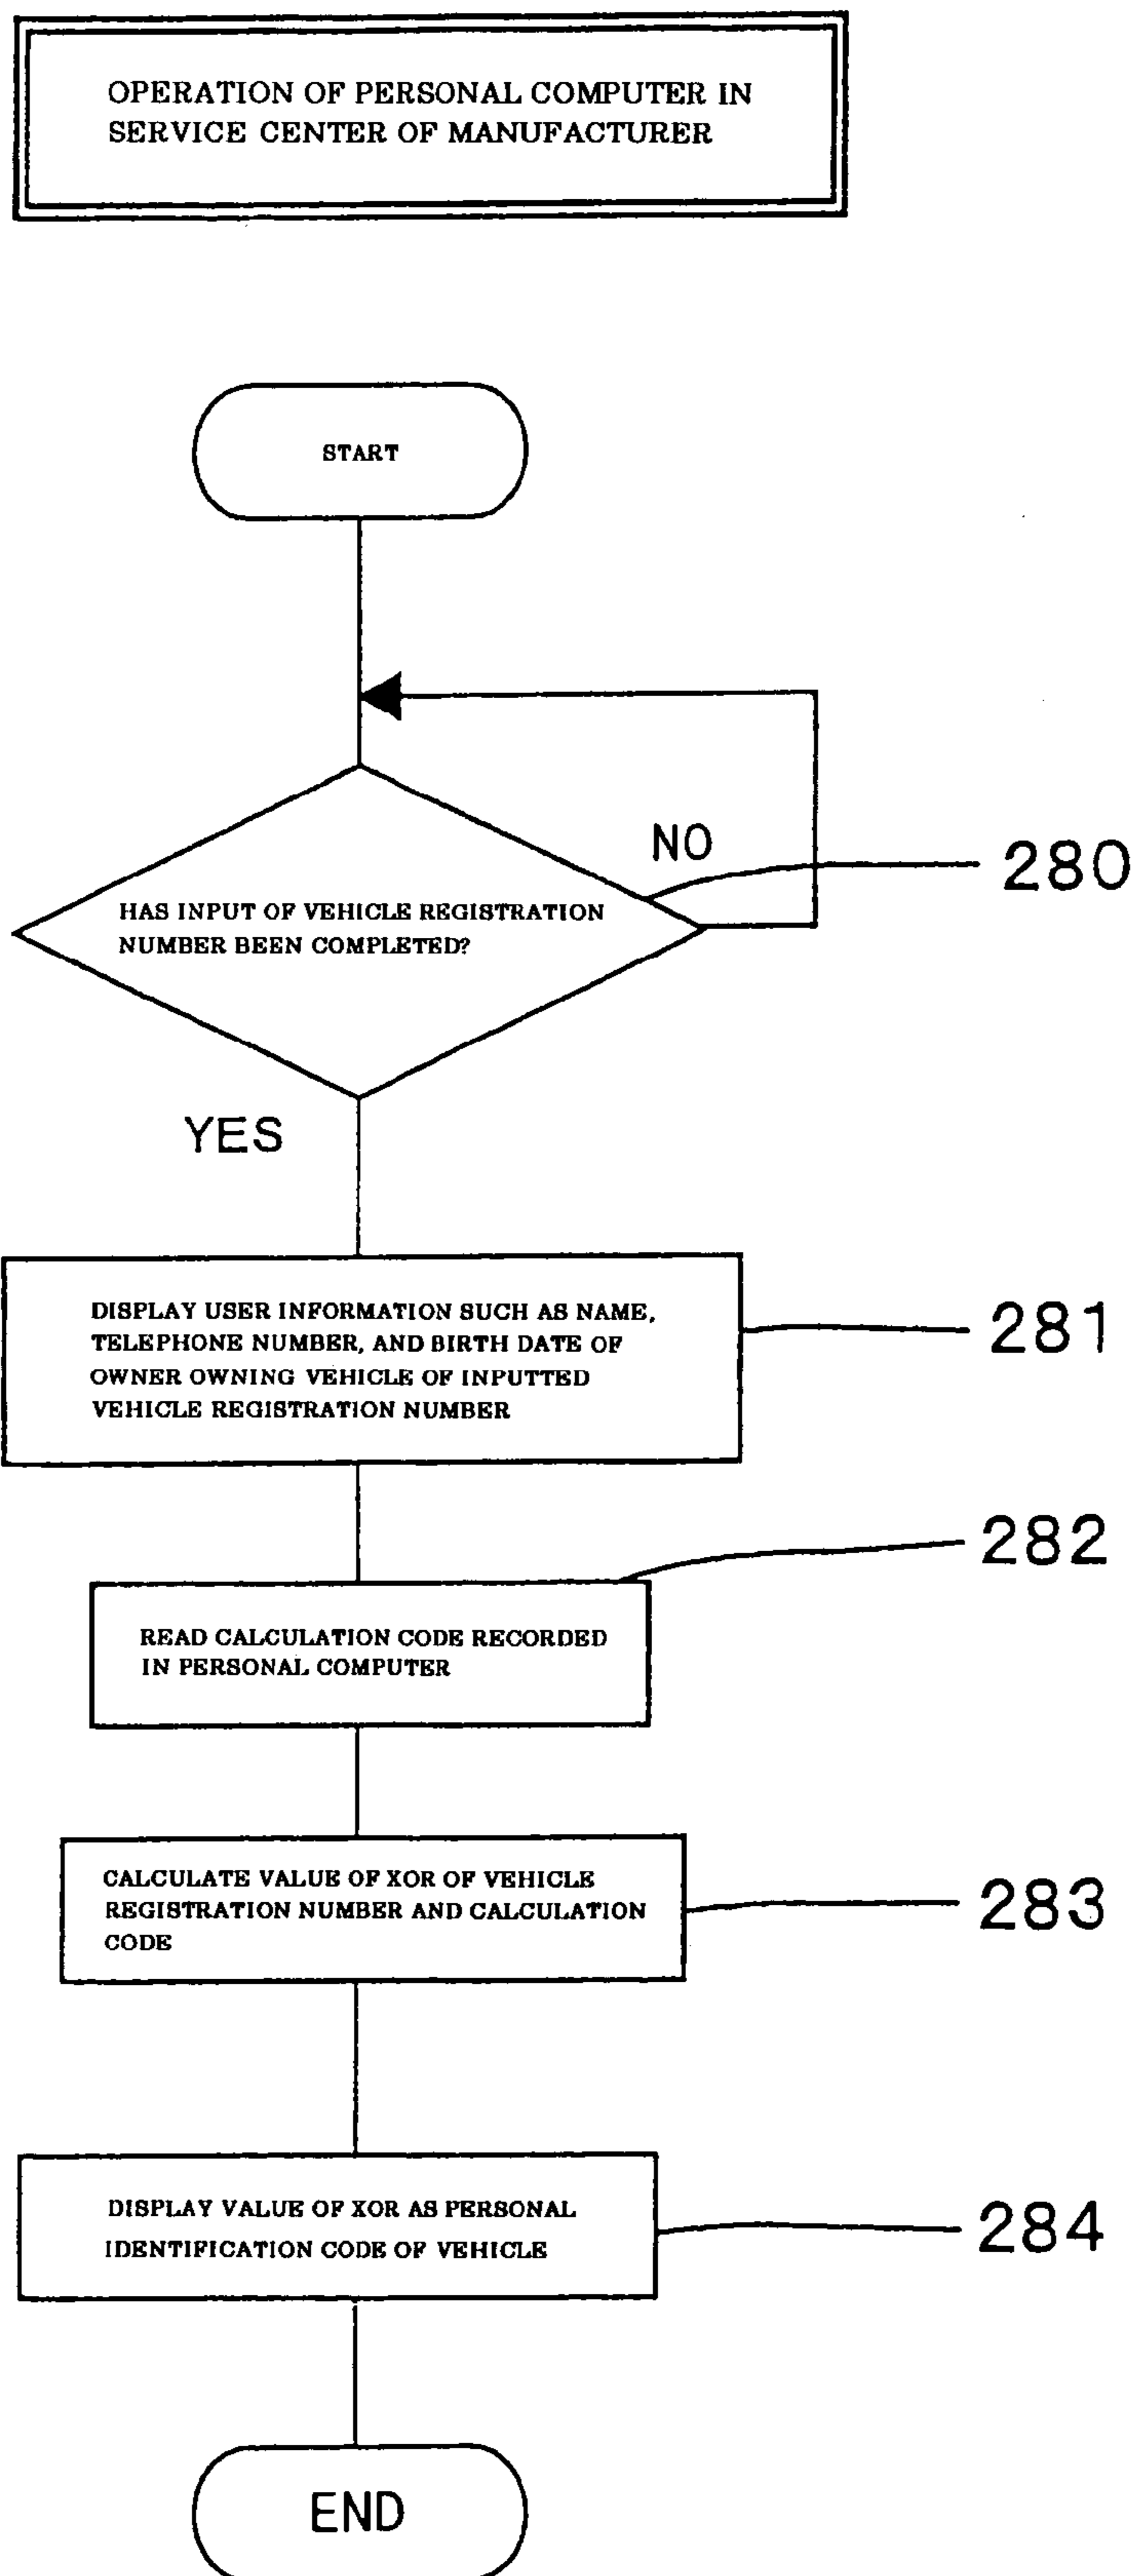 OPERATION OF PERSONAL COMPUTER IN
SERVICE CENTER OF MANUFACTURER
START
NO
280
HAS INPUT OF VEHICLE REGISTRATION
NUMBER BEEN COMPLETED?
YES
DISPLAY USER INFORMATION SUCH AS NAME,
TELEPHONE NUMBER, AND BIRTH DATE OF
OWNER OWNING VEHICLE OF INPUTTED
VEHICLE REGISTRATION NUMBER
281
282
READ CALCULATION CODE RECORDED
IN PERSONAL COMPUTER
CALCULATE VALUE OF XOR OF VEHICLE
REGISTRATION NUMBER AND CALCULATION
CODE
283
DISPLAY VALUE OF XOR AS PERSONAL
IDENTIFICATION CODE OF VEHICLE
284
END